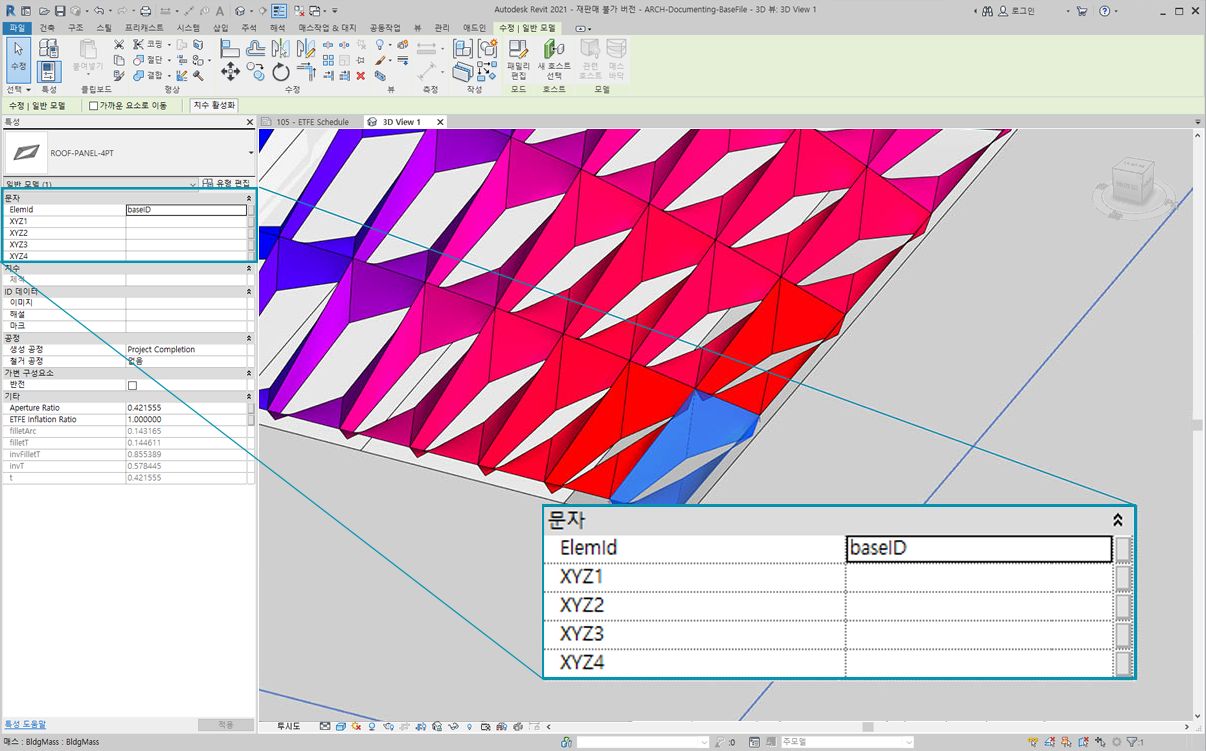 Autodesk Revit 2021 - 재판매 불가 버전 - ARCH-Documenting-BaseFile - 3D 뷰: 3D View 1
로그인
파일 건축 구조 스틸 프리캐스트 시스템 삽입 주석 해석 매스작업 & 대지 공동작업 뷰 관리 애드인 수정 | 일반 모델
수정
붙여넣기
코핑
절단
결합
패밀리 편집
새 호스트 선택
관련 호스트
매스 바닥
선택 특성 클립보드 형상 수정 뷰 측정 작성 모드 호스트 모델
수정 | 일반 모델 가까운 요소로 이동 치수 활성화
특성
105 - ETFE Schedule
3D View 1
ROOF-PANEL-4PT
일반 모델 (1) 유형 편집
문자
ElemId baseID
XYZ1
XYZ2
XYZ3
XYZ4
치수
체적
ID 데이터
이미지
해설
마크
공정
생성 공정 Project Completion
철거 공정 없음
가변 구성요소
반전
기타
Aperture Ratio 0.421555
ETFE Inflation Ratio 1.000000
filletArc 0.143165
filletT 0.144611
invFilletT 0.855389
invT 0.578445
t 0.421555
문자
ElemId baseID
XYZ1
XYZ2
XYZ3
XYZ4
특성 도움말 적용
투시도
매스 : BldgMass : BldgMass
:0
주모델
:1